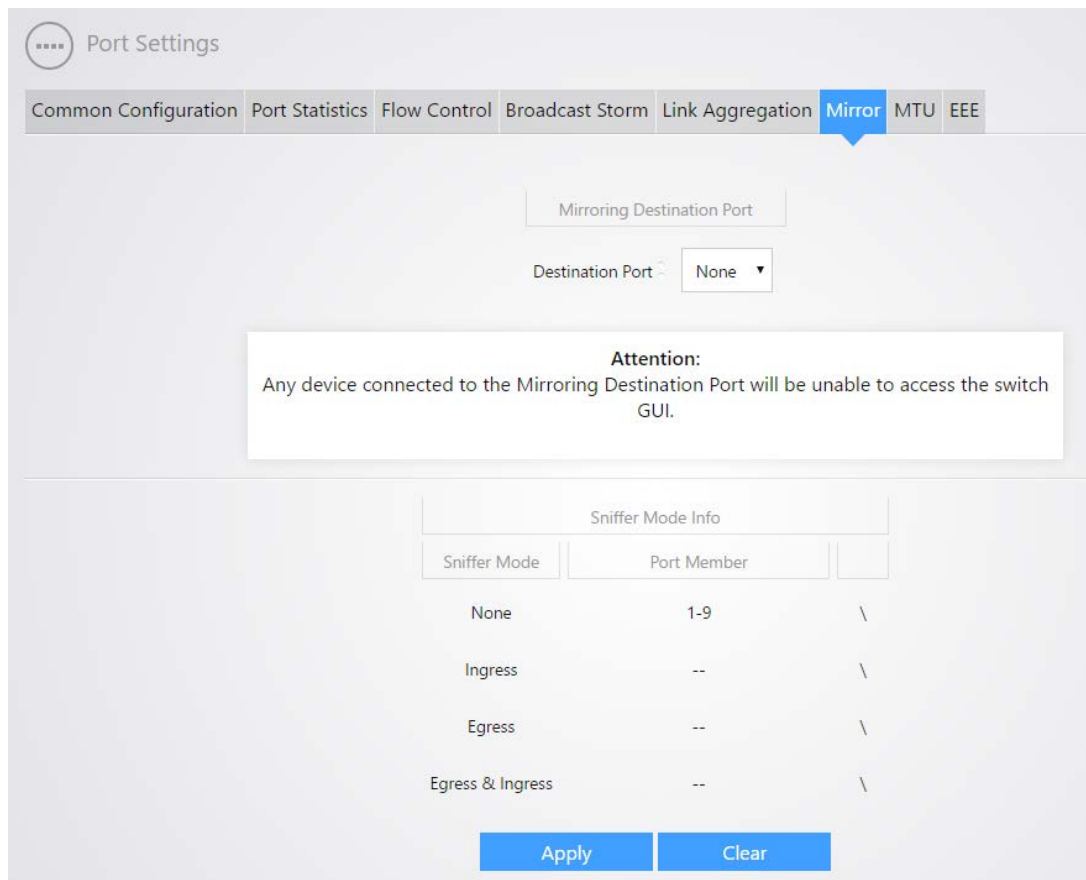 Port Settings
Common Configuration Port Statistics Flow Control Broadcast Storm Link Aggregation Mirror MTU EEE
Mirroring Destination Port
Destination Port None
Attention:
Any device connected to the Mirroring Destination Port will be unable to access the switch
GUI.
Sniffer Mode Info
Sniffer Mode Port Member
None 1-9 \
Ingress -- \
Egress -- \
Egress & Ingress -- \
Apply Clear